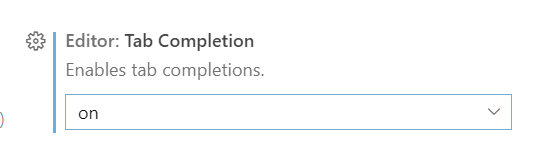 Editor: Tab Completion
Enables tab completions.
)
on